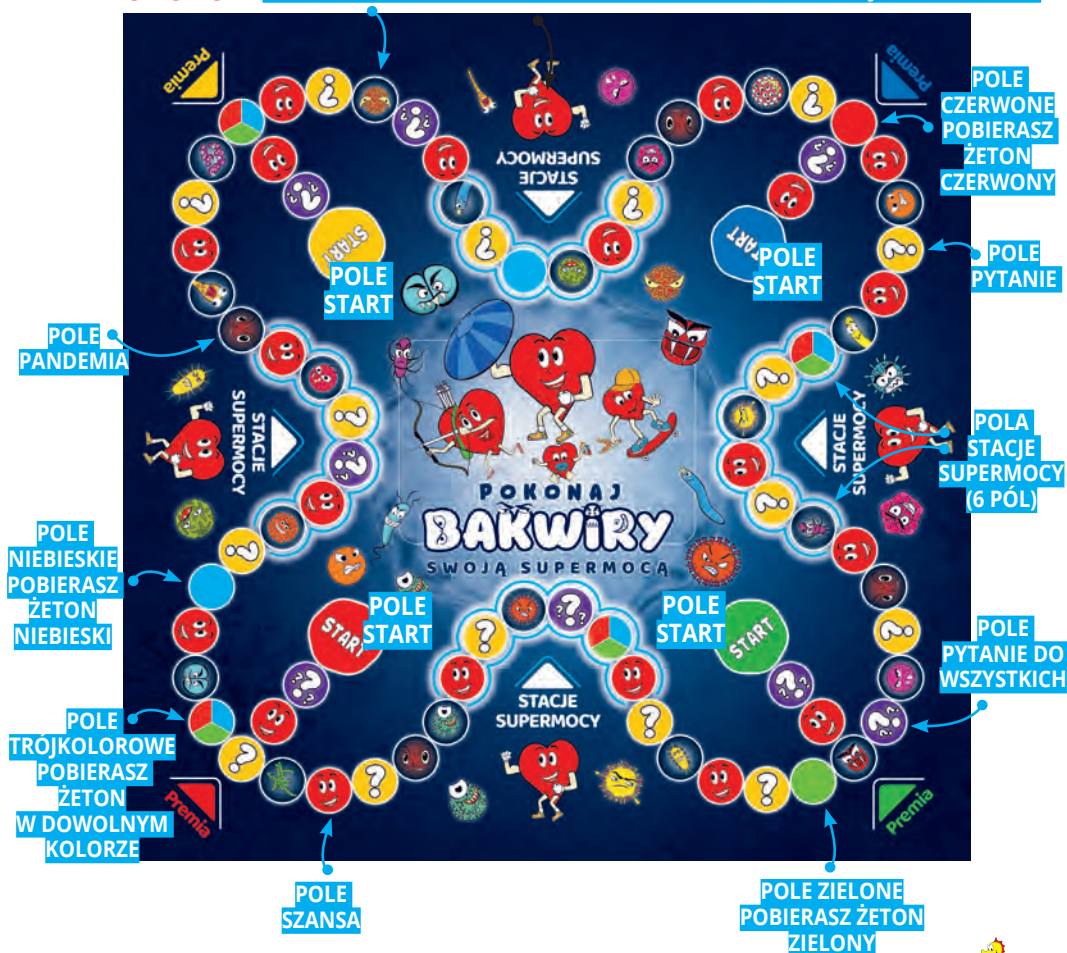 Premia
Premia
STACJE
SUPERMOCY
POLE
CZERWONE
POBIERASZ
ŻETON
CZERWONY
START
POLE
START
START
POLE
START
POLE
PYTANIE
POLE
PANDEMIA
STACJE
SUPERMOCY
STACJE
SUPERMOCY
POLA
STACJE
SUPERMOCY
(6 PÓL)
POKONAJ
BAKWIRY
SWOJĄ SUPERMOCĄ
POLE
NIEBIESKIE
POBIERASZ
ŻETON
NIEBIESKI
START
POLE
START
POLE
START
START
POLE
PYTANIE DO
WSZYSTKICH
STACJE
SUPERMOCY
POLE
TRÓJKOLOROWE
POBIERASZ
ŻETON
W DOWOLNYM
KOLORZE
Premia
Premia
POLE
SZANSA
POLE ZIELONE
POBIERASZ ŻETON
ZIELONY